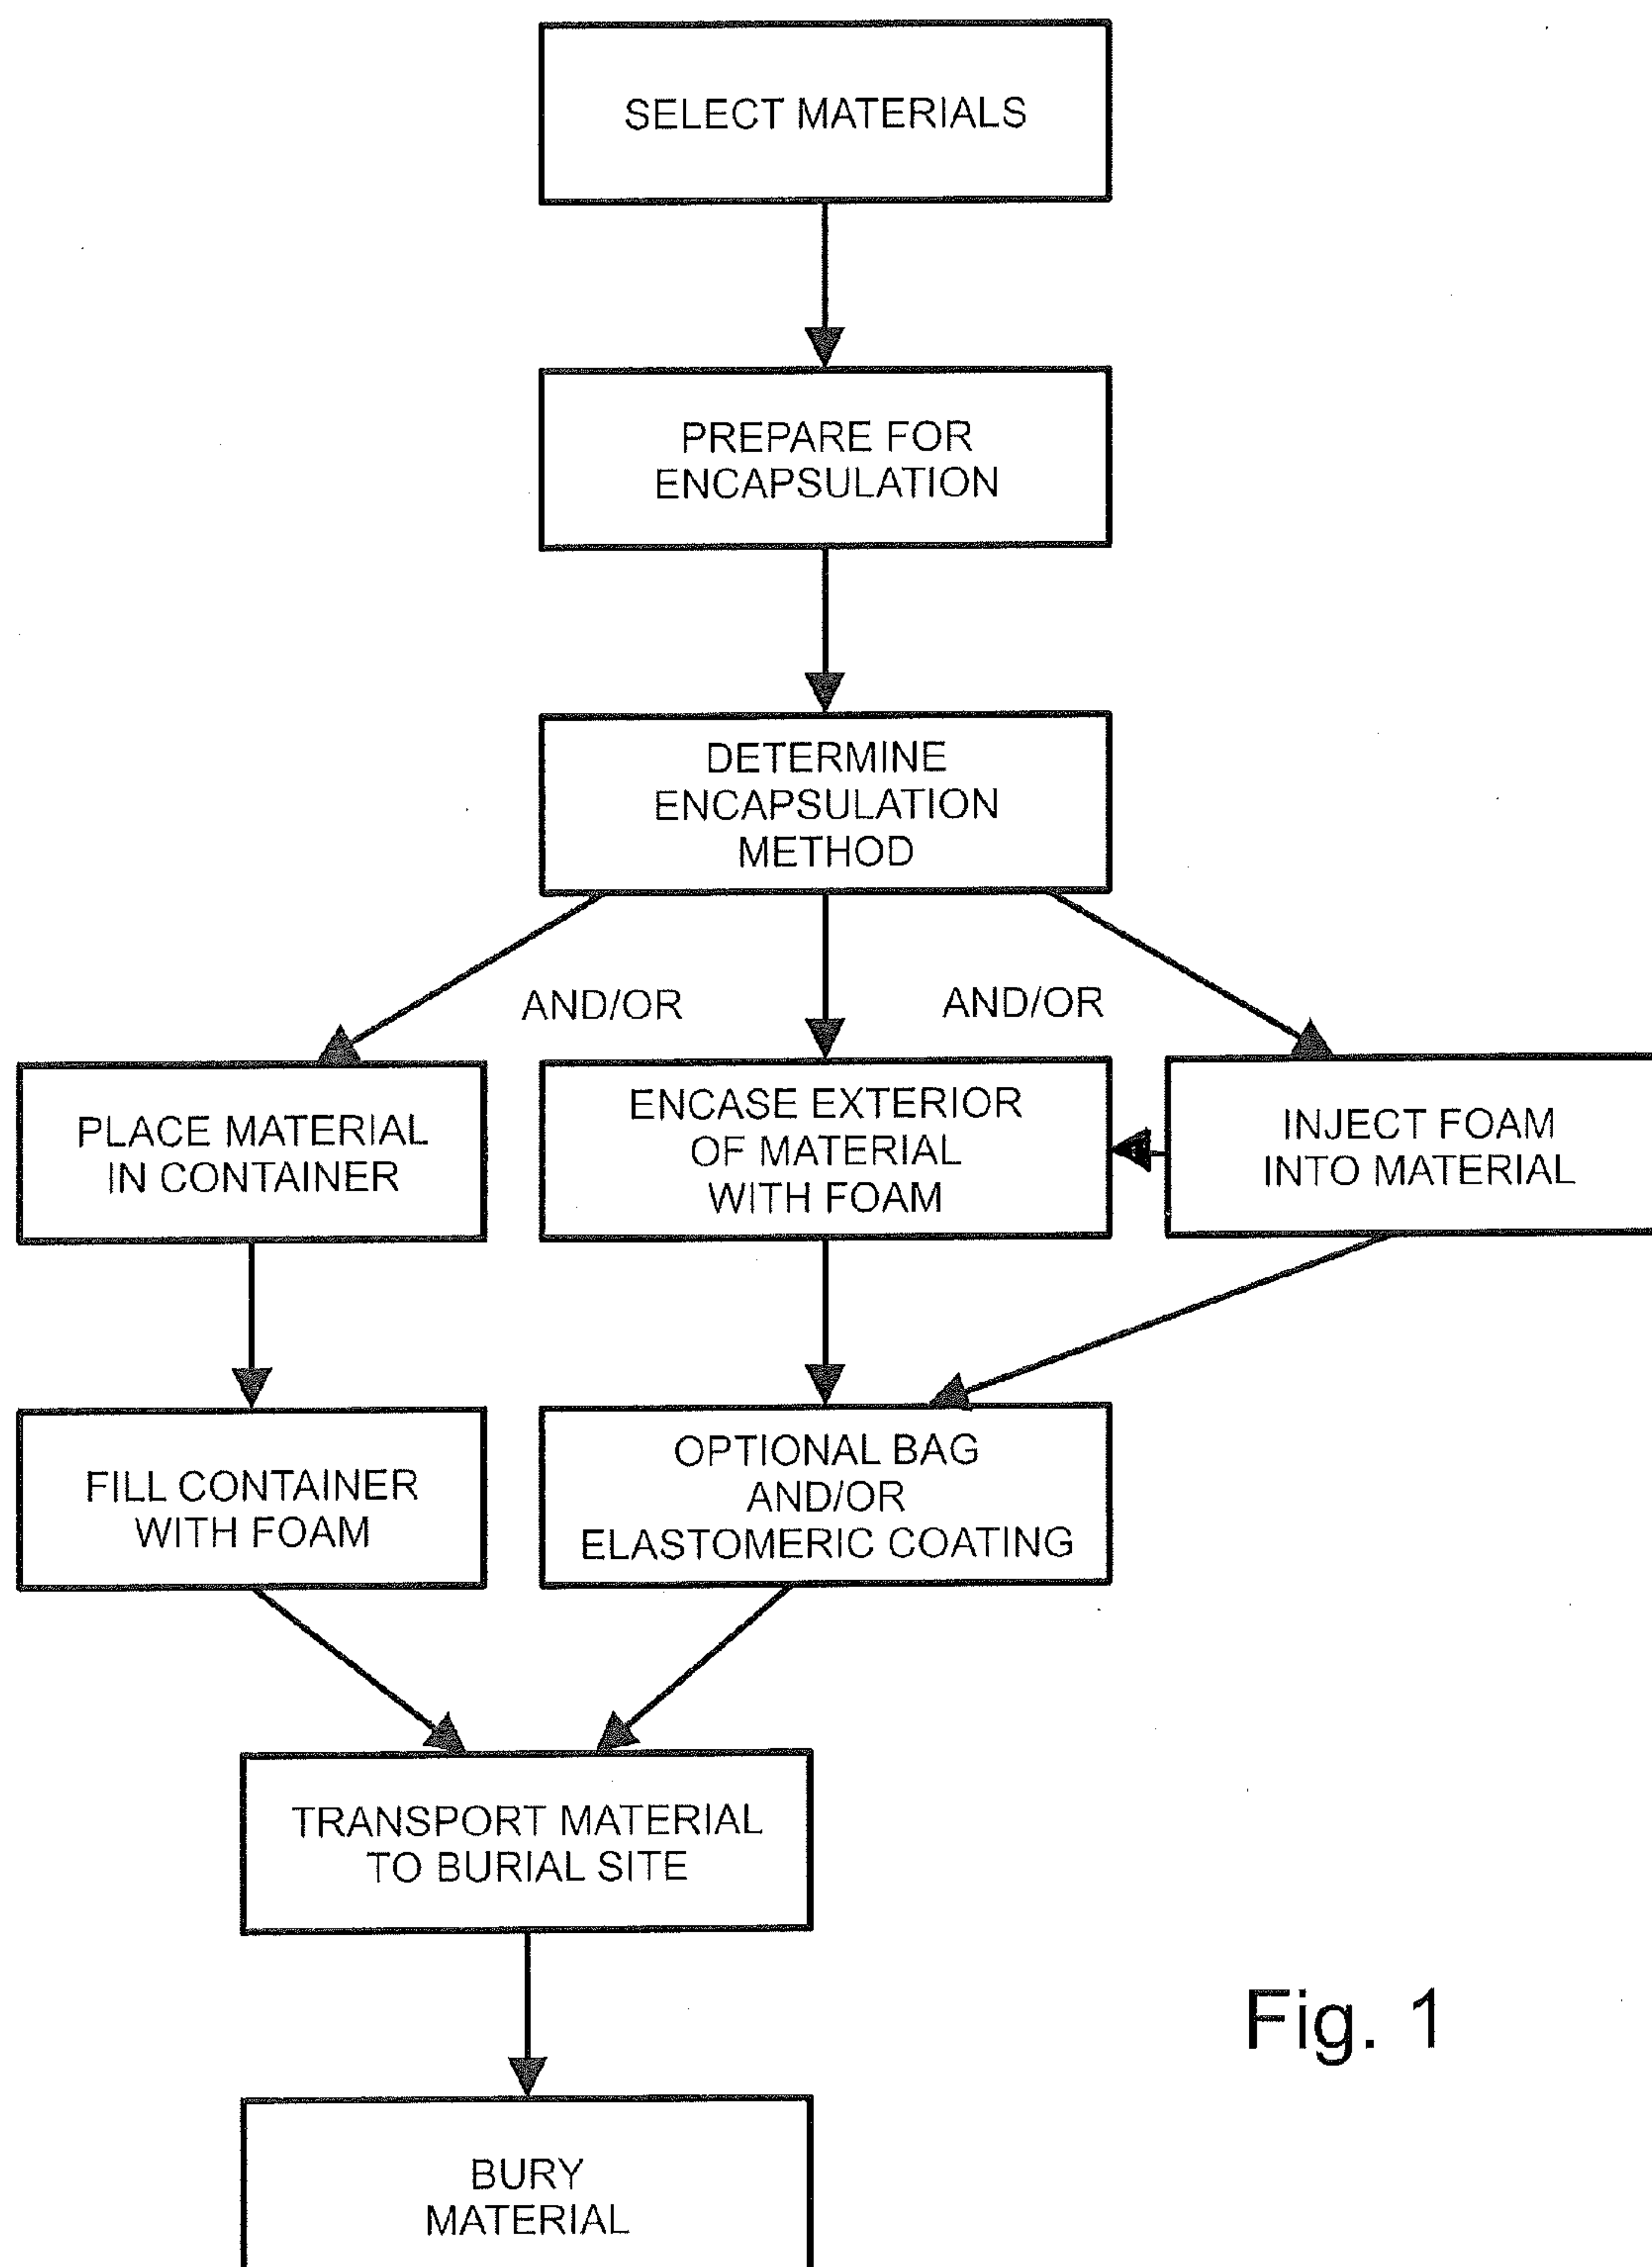 SELECT MATERIALS
PREPARE FOR
ENCAPSULATION
DETERMINE
ENCAPSULATION
METHOD
AND/OR
AND/OR
PLACE MATERIAL
IN CONTAINER
ENCASE EXTERIOR
OF MATERIAL
WITH FOAM
INJECT FOAM
INTO MATERIAL
FILL CONTAINER
WITH FOAM
OPTIONAL BAG
AND/OR
ELASTOMERIC COATING
TRANSPORT MATERIAL
TO BURIAL SITE
BURY
MATERIAL
Fig. 1